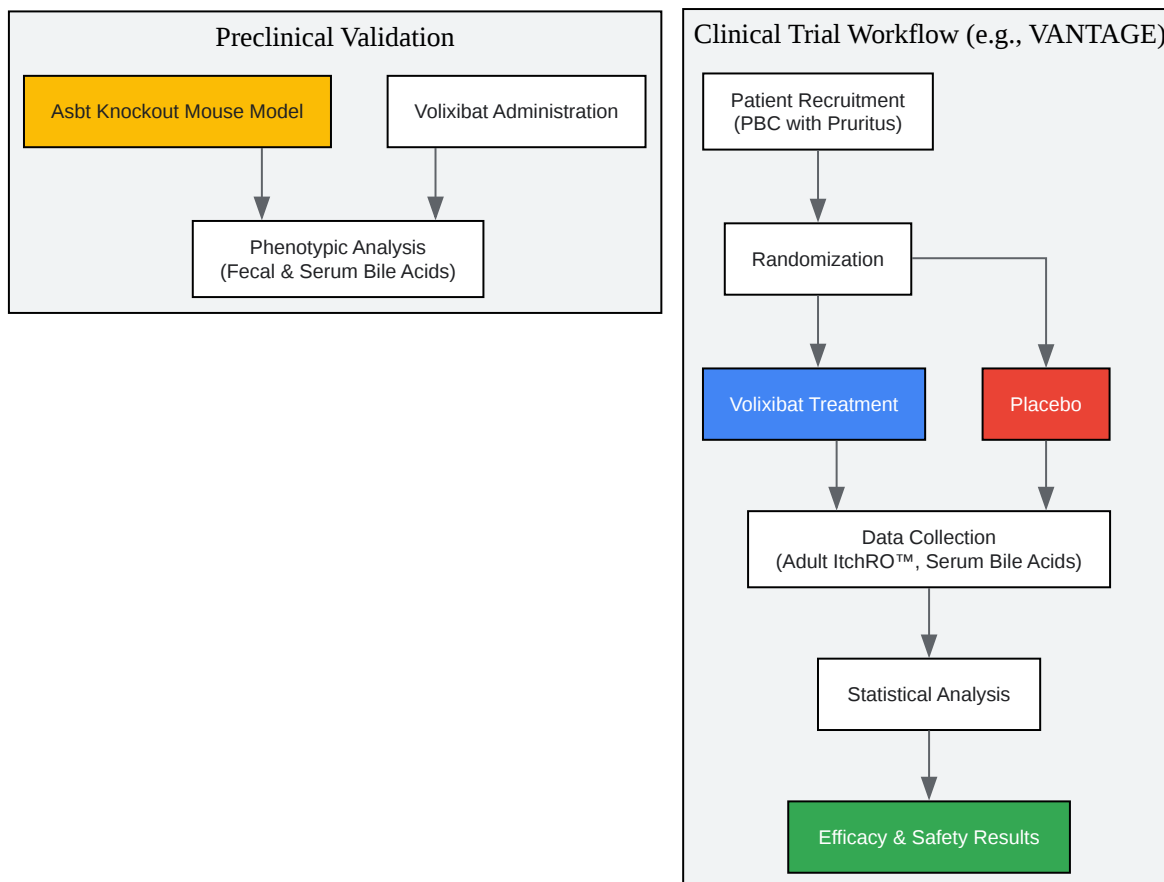 Preclinical Validation
Asbt Knockout Mouse Model
Volixibat Administration
Phenotypic Analysis
(Fecal & Serum Bile Acids)
Clinical Trial Workflow (e.g., VANTAGE)
Patient Recruitment
(PBC with Pruritus)
Randomization
Volixibat Treatment
Placebo
Data Collection
(Adult ItchRO™, Serum Bile Acids)
Statistical Analysis
Efficacy & Safety Results